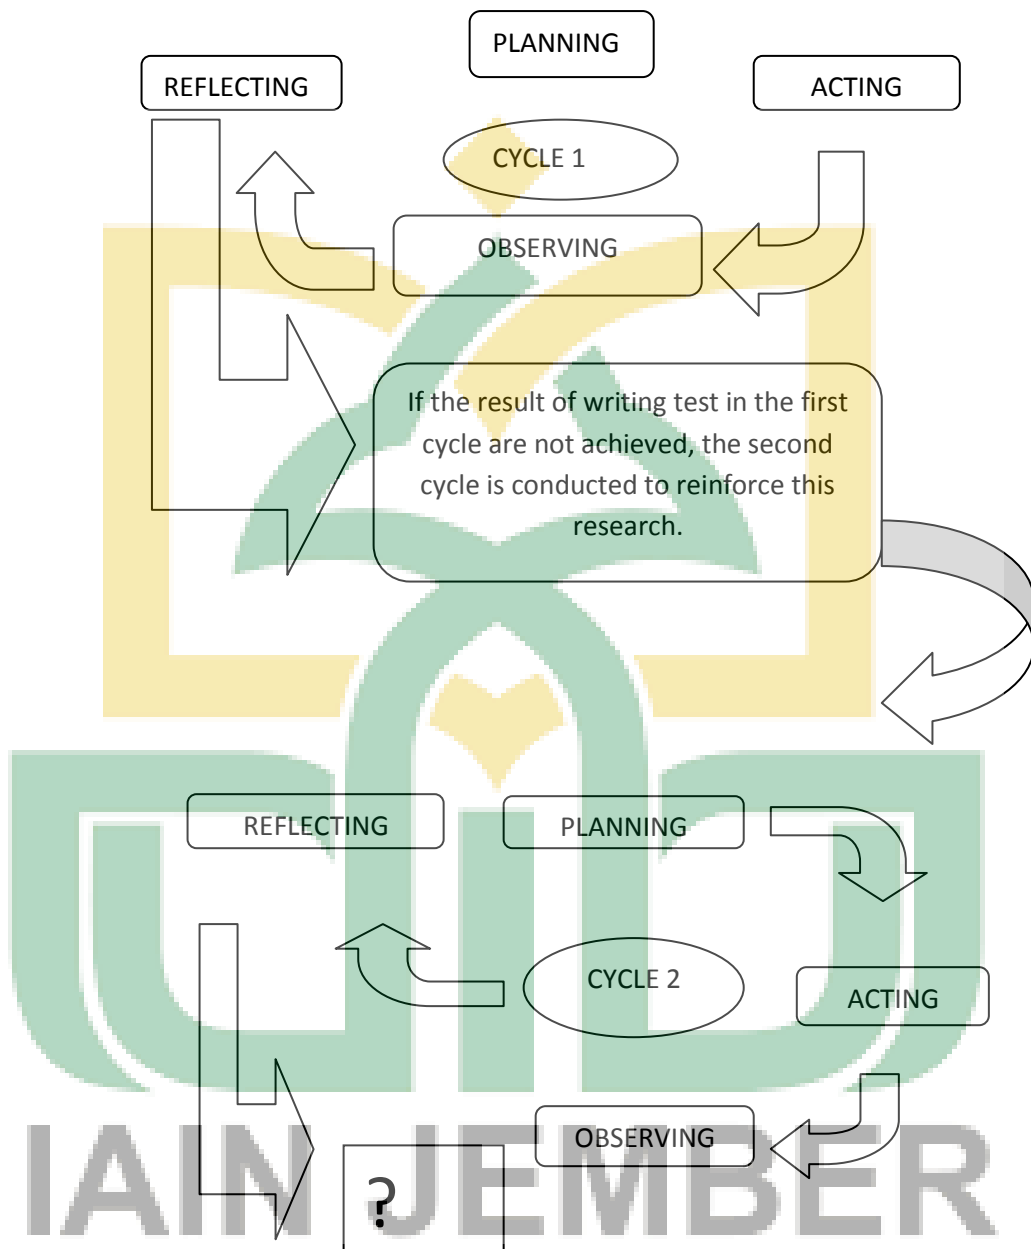 PLANNING
REFLECTING
ACTING
CYCLE 1
OBSERVING
If the result of writing test in the first
cycle are not achieved, the second
cycle is conducted to reinforce this
research.
REFLECTING
PLANNING
CYCLE 2
ACTING
OBSERVING
?
IAIN JEMBER